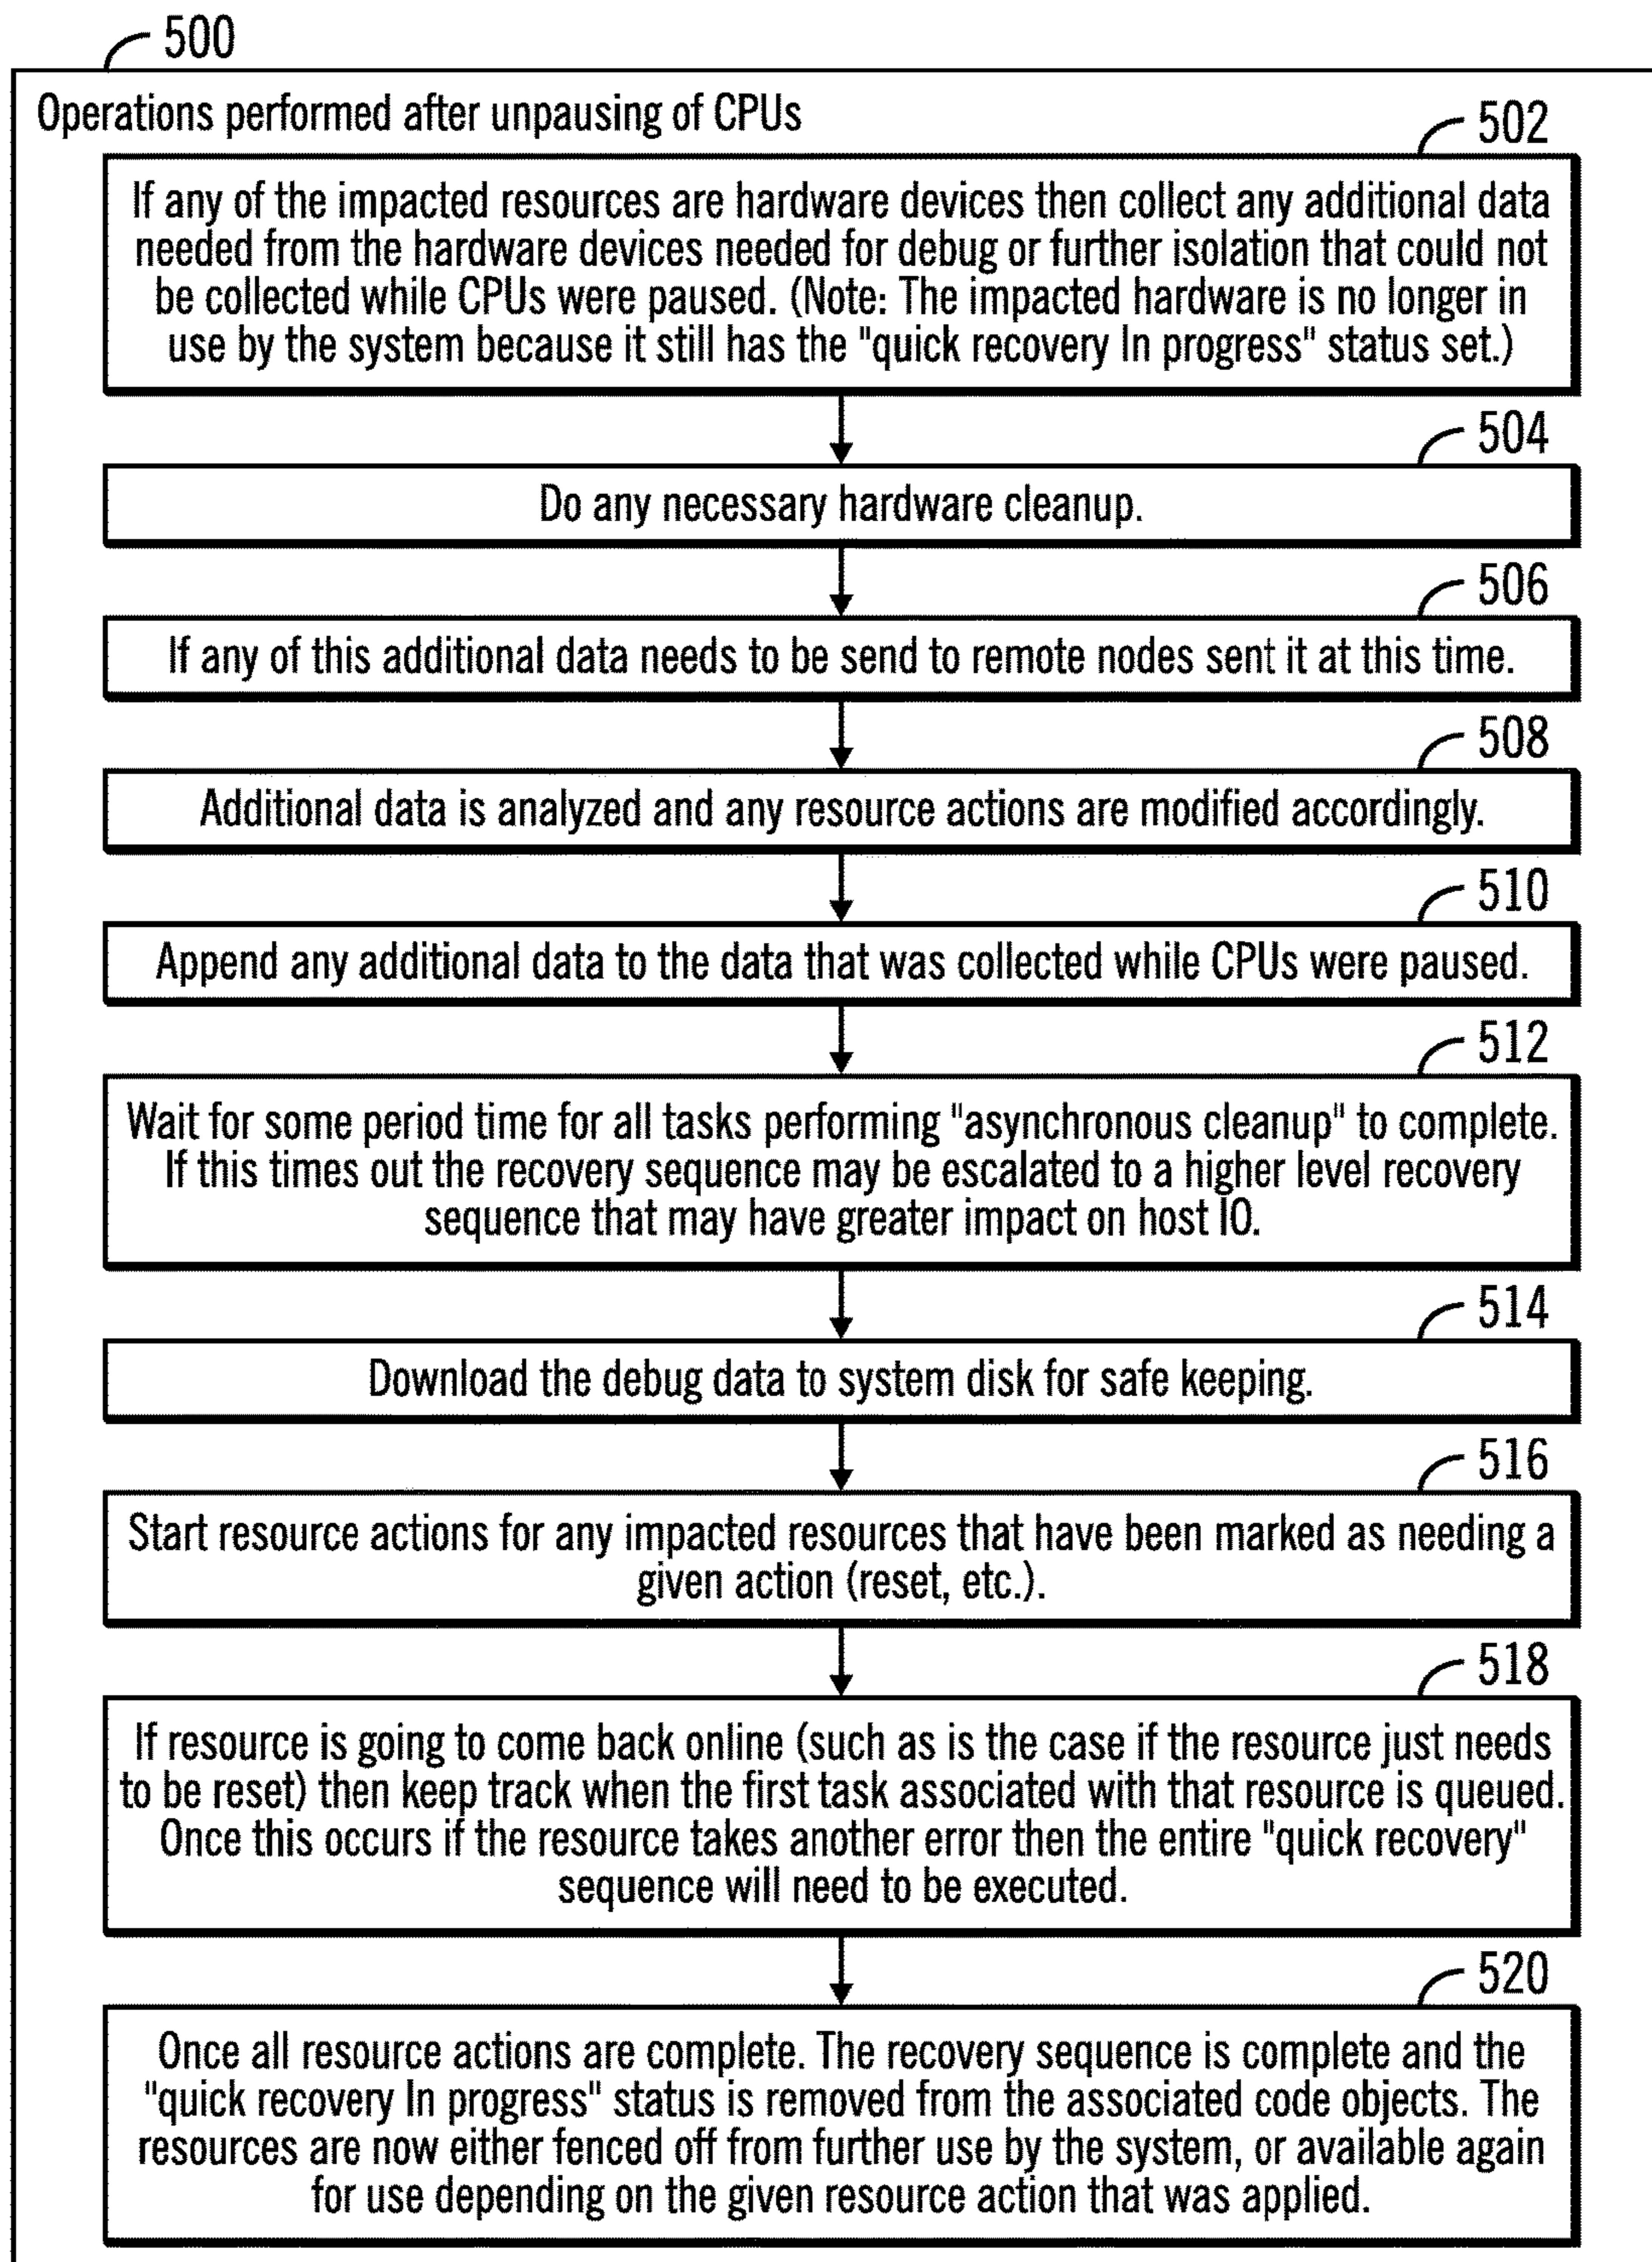 500
Operations performed after unpausing of CPUs
502
If any of the impacted resources are hardware devices then collect any additional data
needed from the hardware devices needed for debug or further isolation that could not
be collected while CPUs were paused. (Note: The impacted hardware is no longer in
use by the system because it still has the "quick recovery In progress" status set.)
504
Do any necessary hardware cleanup.
506
If any of this additional data needs to be send to remote nodes sent it at this time.
508
Additional data is analyzed and any resource actions are modified accordingly.
510
Append any additional data to the data that was collected while CPUs were paused.
512
Wait for some period time for all tasks performing "asynchronous cleanup" to complete.
If this times out the recovery sequence may be escalated to a higher level recovery
sequence that may have greater impact on host IO.
514
Download the debug data to system disk for safe keeping.
516
Start resource actions for any impacted resources that have been marked as needing a
given action (reset, etc.).
518
If resource is going to come back online (such as is the case if the resource just needs
to be reset) then keep track when the first task associated with that resource is queued.
Once this occurs if the resource takes another error then the entire "quick recovery"
sequence will need to be executed.
520
Once all resource actions are complete. The recovery sequence is complete and the
"quick recovery In progress" status is removed from the associated code objects. The
resources are now either fenced off from further use by the system, or available again
for use depending on the given resource action that was applied.